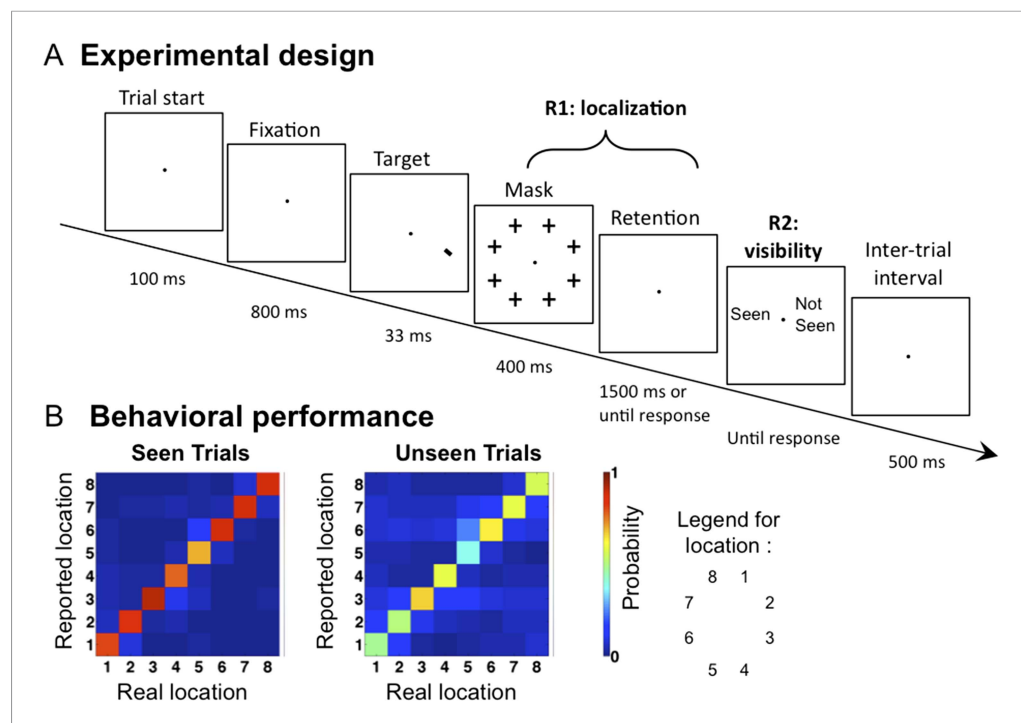 A Experimental design
Trial start
Fixation
Target
R1: localization
Mask
Retention
R2:
visibility
Inter-trial
interval
Seen
Not
Seen
100 ms
800 ms
33 ms
400 ms
1500 ms or
until response
Until response
500 ms
B Behavioral performance
Seen Trials
Reported location
8
7
6
5
4
3
2
1
1 2 3 4 5 6 7 8
Real location
Unseen Trials
Reported location
8
7
6
5
4
3
2
1
1 2 3 4 5 6 7 8
Real location
1
Probability
0
Legend for
location :
8 1
7 2
6 3
5 4